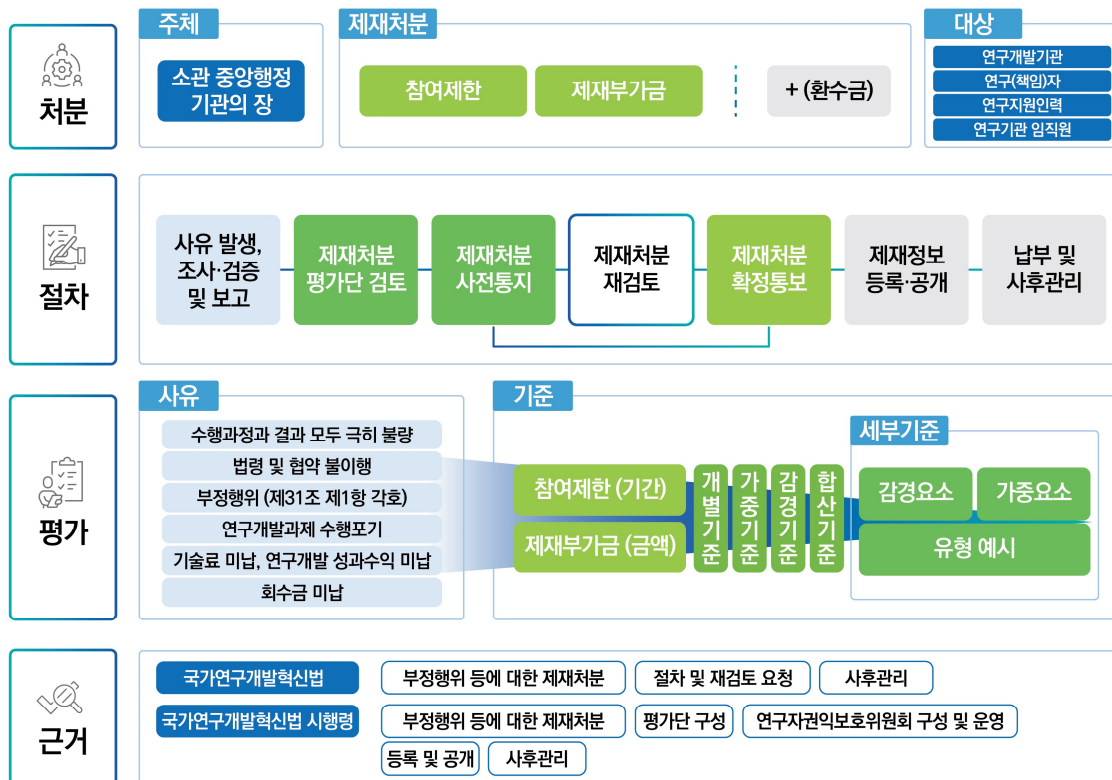 처분
주체
소관 중앙행정
기관의 장
제재처분
참여제한
제재부가금
+ (환수금)
대상
연구개발기관
연구(책임)자
연구지원인력
연구기관 임직원
절차
사유 발생,
조사·검증
및 보고
제재처분
평가단 검토
제재처분
사전통지
제재처분
재검토
제재처분
확정통보
제재정보
등록·공개
납부 및
사후관리
평가
사유
수행과정과 결과 모두 극히 불량
법령 및 협약 불이행
부정행위 (제31조 제1항 각호)
연구개발과제 수행포기
기술료 미납, 연구개발 성과수익 미납
회수금 미납
기준
참여제한 (기간)
제재부가금 (금액)
개별기준
가중기준
감경기준
합산기준
세부기준
감경요소
가중요소
유형 예시
근거
국가연구개발혁신법
부정행위 등에 대한 제재처분
절차 및 재검토 요청
사후관리
국가연구개발혁신법 시행령
부정행위 등에 대한 제재처분
평가단 구성
연구자권익보호위원회 구성 및 운영
등록 및 공개
사후관리